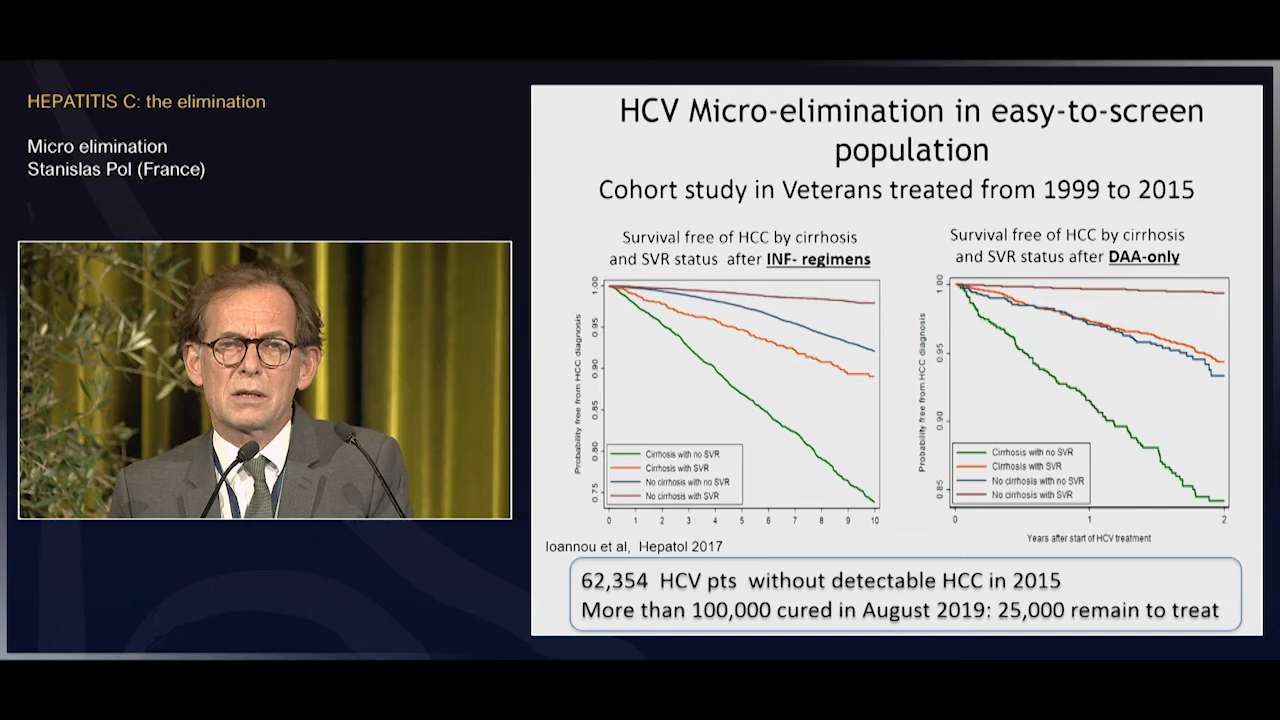 HEPATITIS C: the elimination
Micro elimination
Stanislas Pol (France)
HCV Micro-elimination in easy-to-screen
population
Cohort study in Veterans treated from 1999 to 2015
Survival free of HCC by cirrhosis
and SVR status after INF- regimens
Probability free from HCC diagnosis
1.00
0.95
0.90
0.85
0.80
0.75
Cirrhosis with no SVR
Cirrhosis with SVR
No cirrhosis with no SVR
No cirrhosis with SVR
0 1 2 3 4 5 6 7 8 9 10
Survival free of HCC by cirrhosis
and SVR status after DAA-only
Probability free from HCC diagnosis
1.00
0.95
0.90
0.85
Cirrhosis with no SVR
Cirrhosis with SVR
No cirrhosis with no SVR
No cirrhosis with SVR
0 1 2
Years after start of HCV treatment
Ioannou et al, Hepatol 2017
62,354 HCV pts without detectable HCC in 2015
More than 100,000 cured in August 2019: 25,000 remain to treat